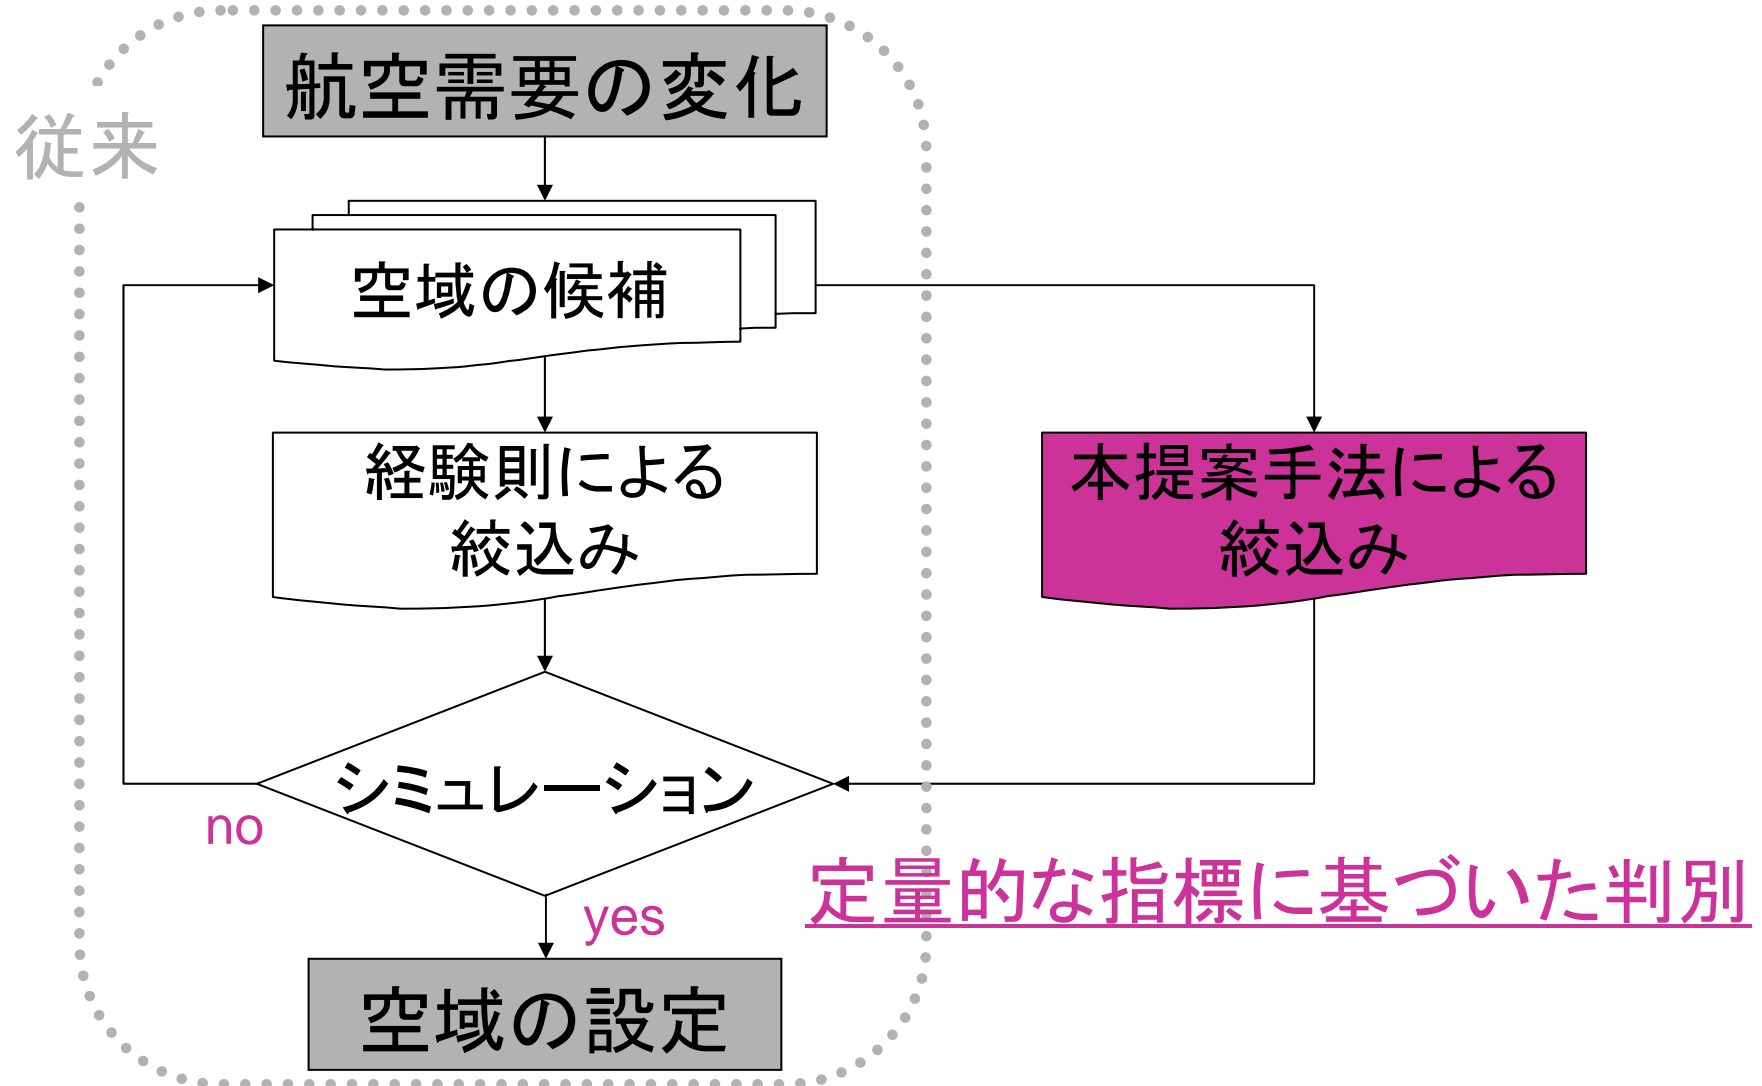 航空需要の変化
従来
空域の候補
経験則による
絞込み
本提案手法による
絞込み
シミュレーション
no
yes
定量的な指標に基づいた判別
空域の設定